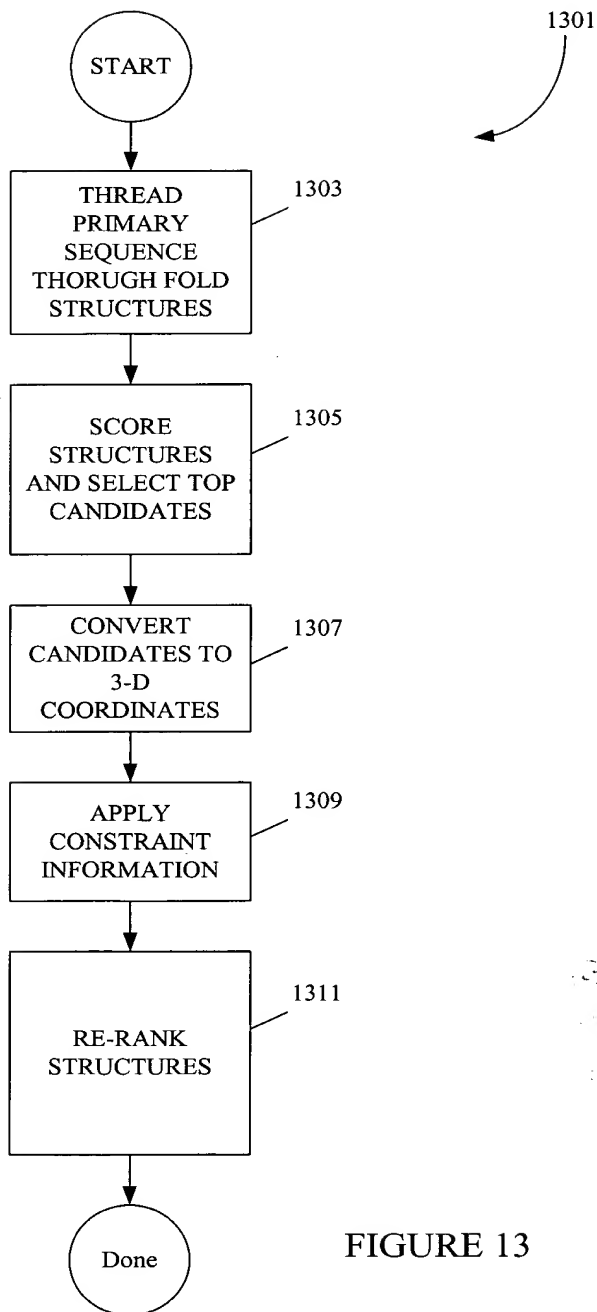 1301
START
1303
THREAD
PRIMARY
SEQUENCE
THORUGH FOLD
STRUCTURES
1305
SCORE
STRUCTURES
AND SELECT TOP
CANDIDATES
1307
CONVERT
CANDIDATES TO
3-D
COORDINATES
1309
APPLY
CONSTRAINT
INFORMATION
1311
RE-RANK
STRUCTURES
Done
FIGURE 13